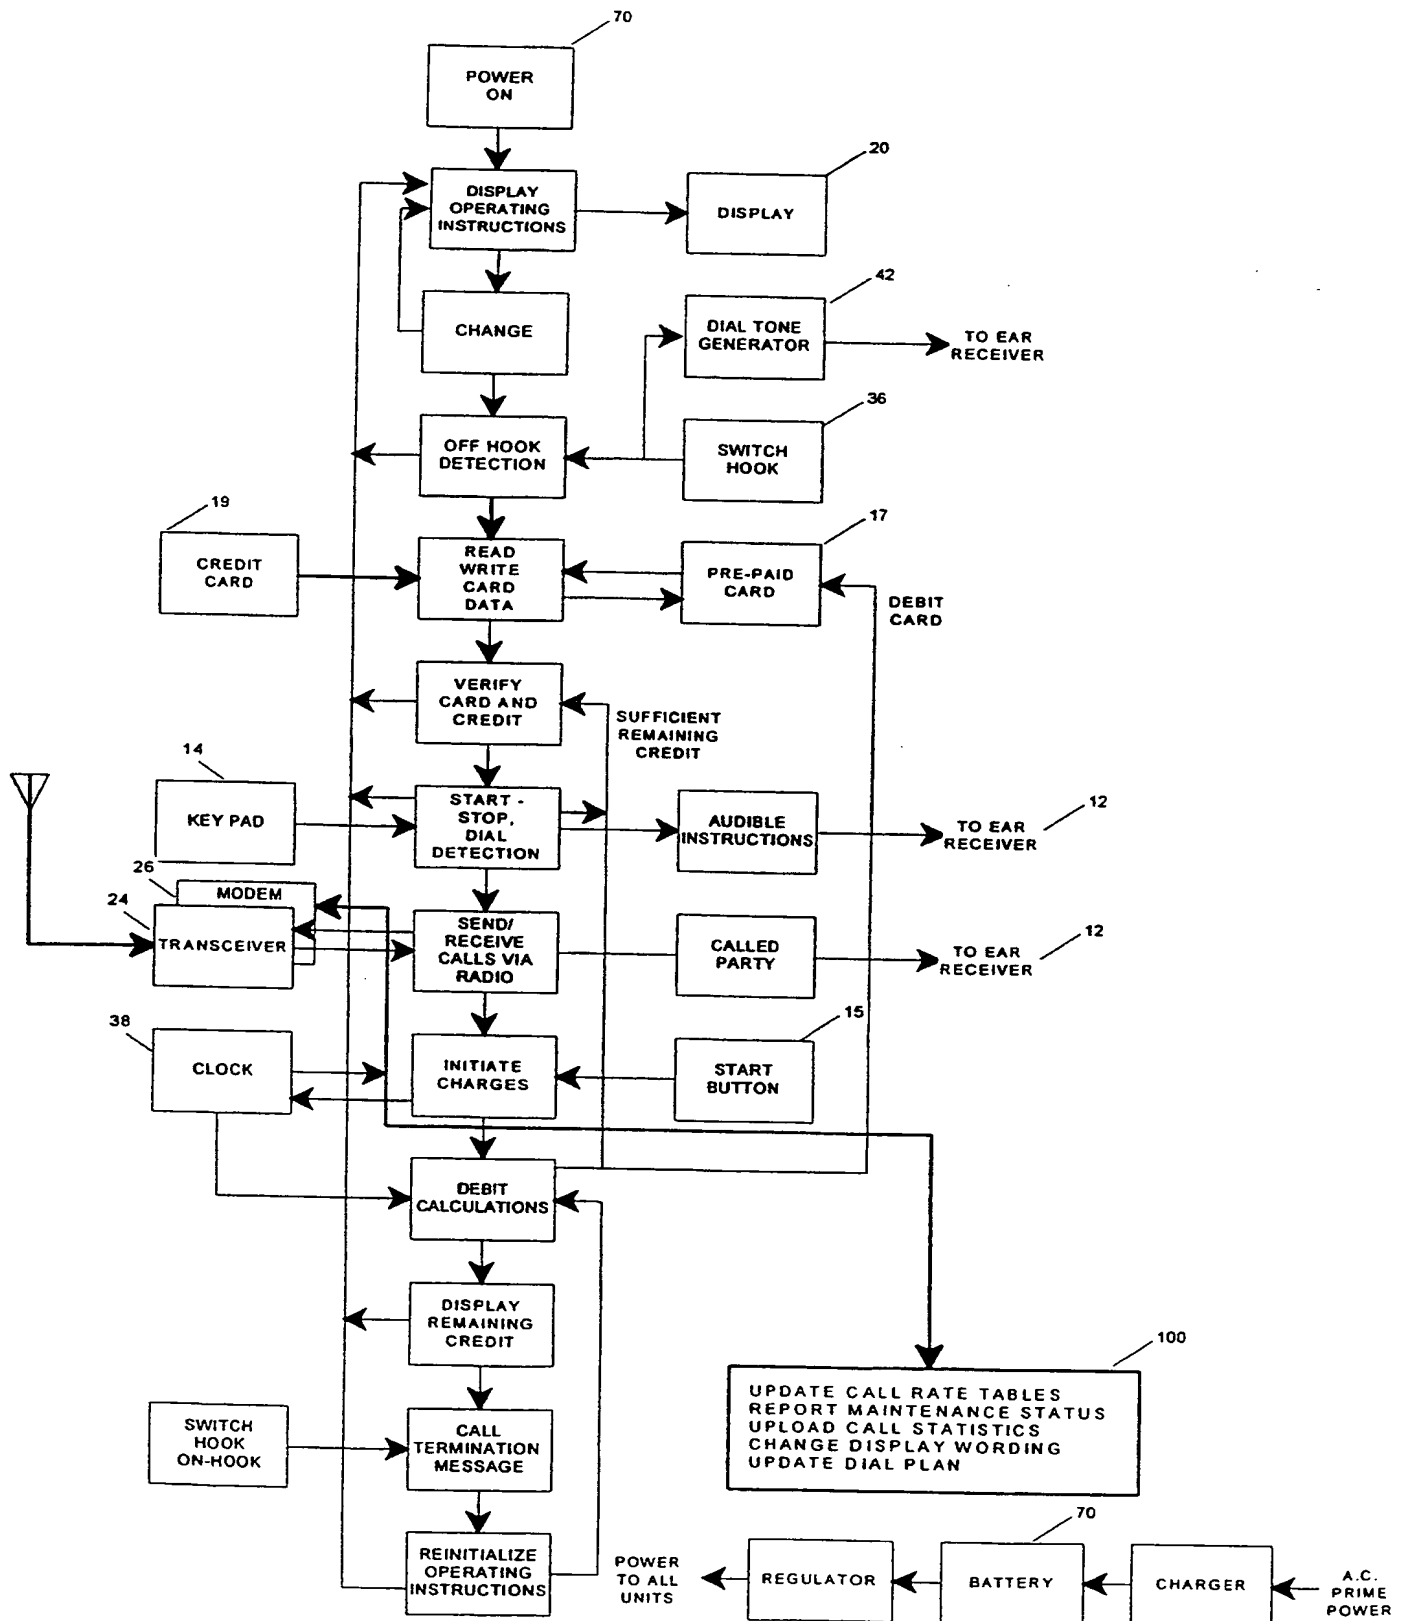 70
POWER
ON
20
DISPLAY
OPERATING
INSTRUCTIONS
DISPLAY
42
CHANGE
DIAL TONE
GENERATOR
TO EAR
RECEIVER
36
OFF HOOK
DETECTION
SWITCH
HOOK
19
17
CREDIT
CARD
READ
WRITE
CARD
DATA
PRE-PAID
CARD
DEBIT
CARD
VERIFY
CARD AND
CREDIT
SUFFICIENT
REMAINING
CREDIT
14
KEY PAD
START -
STOP,
DIAL
DETECTION
AUDIBLE
INSTRUCTIONS
TO EAR
RECEIVER
12
26
MODEM
24
TRANSCEIVER
SEND/
RECEIVE
CALLS VIA
RADIO
CALLED
PARTY
TO EAR
RECEIVER
12
38
CLOCK
INITIATE
CHARGES
15
START
BUTTON
DEBIT
CALCULATIONS
DISPLAY
REMAINING
CREDIT
100
UPDATE CALL RATE TABLES
REPORT MAINTENANCE STATUS
UPLOAD CALL STATISTICS
CHANGE DISPLAY WORDING
UPDATE DIAL PLAN
SWITCH
HOOK
ON-HOOK
CALL
TERMINATION
MESSAGE
REINITIALIZE
OPERATING
INSTRUCTIONS
POWER
TO ALL
UNITS
REGULATOR
70
BATTERY
CHARGER
A.C.
PRIME
POWER